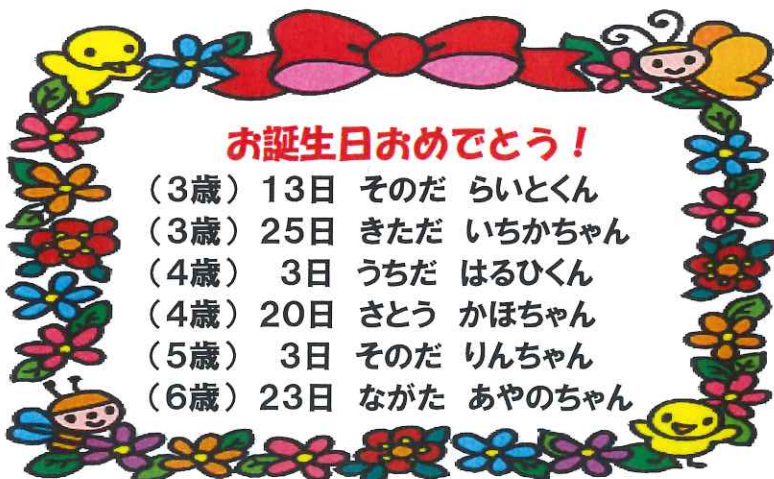 お誕生日おめでとう！
（３歳）１３日 そのだ らいとくん
（３歳）２５日 きただ いちかちゃん
（４歳） ３日 うちだ はるひくん
（４歳）２０日 さとう かほちゃん
（５歳） ３日 そのだ りんちゃん
（６歳）２３日 ながた あやのちゃん